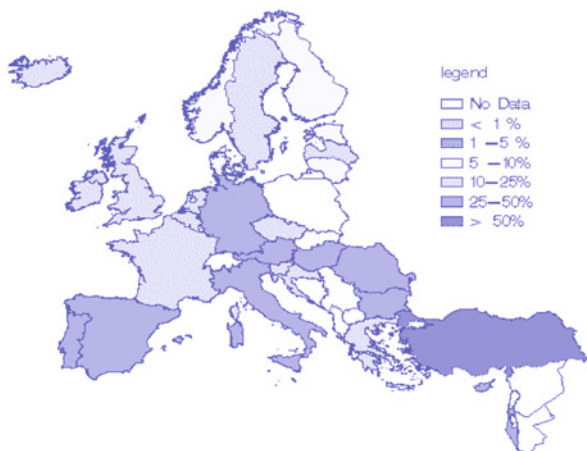 legend
No Data
< 1 %
1 –5 %
5 –10%
10–25%
25–50%
> 50%